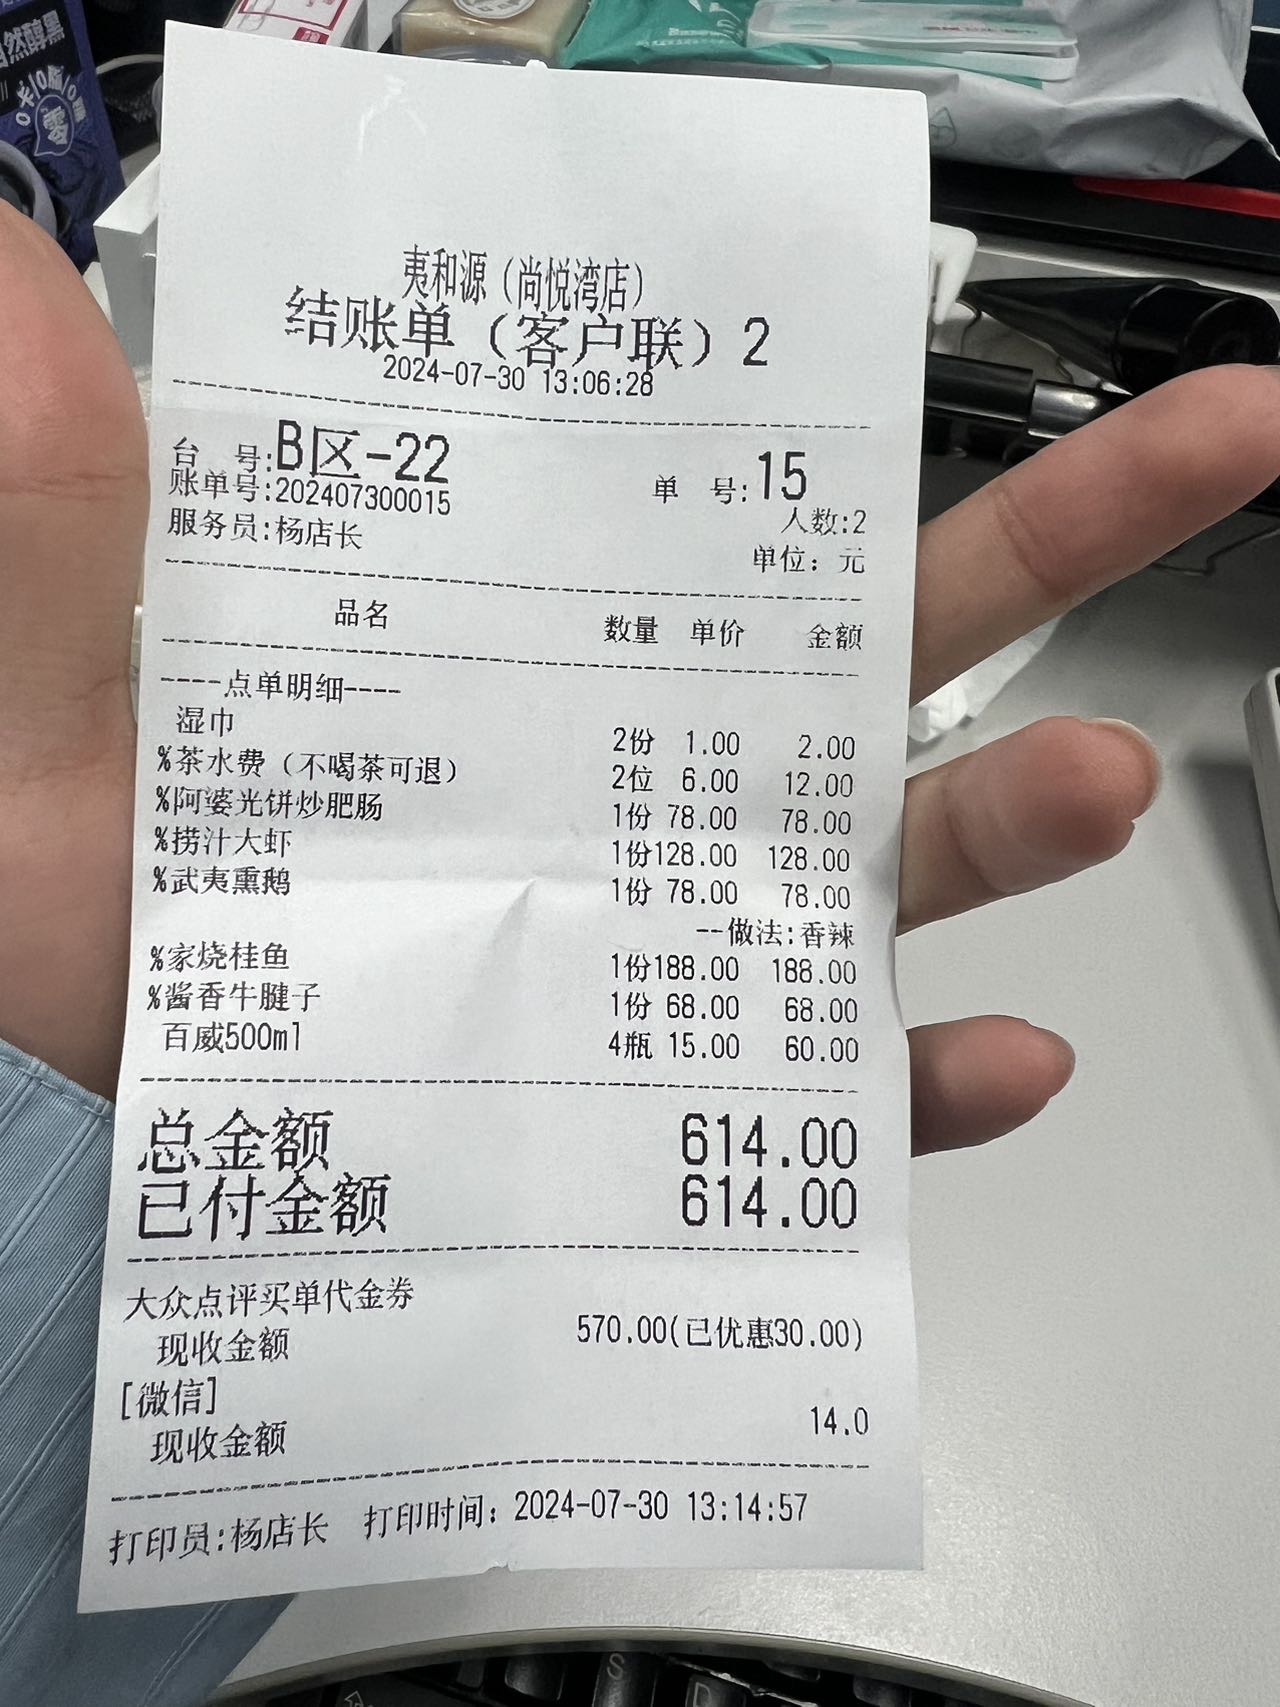 自然醇黑
0卡/0脂/0糖
零
夷和源（尚悦湾店）
结账单（客户联）2
2024-07-30 13:06:28
台 号:B区-22 单 号:15
账单号:202407300015 人数:2
服务员:杨店长 单位：元
品名 数量 单价 金额
----点单明细----
湿巾 2份 1.00 2.00
%茶水费（不喝茶可退） 2位 6.00 12.00
%阿婆光饼炒肥肠 1份 78.00 78.00
%捞汁大虾 1份128.00 128.00
%武夷熏鹅 1份 78.00 78.00
--做法:香辣
%家烧桂鱼 1份188.00 188.00
%酱香牛腱子 1份 68.00 68.00
百威500ml 4瓶 15.00 60.00
总金额 614.00
已付金额 614.00
大众点评买单代金券
现收金额 570.00(已优惠30.00)
[微信]
现收金额 14.0
打印员:杨店长 打印时间：2024-07-30 13:14:57
S
D